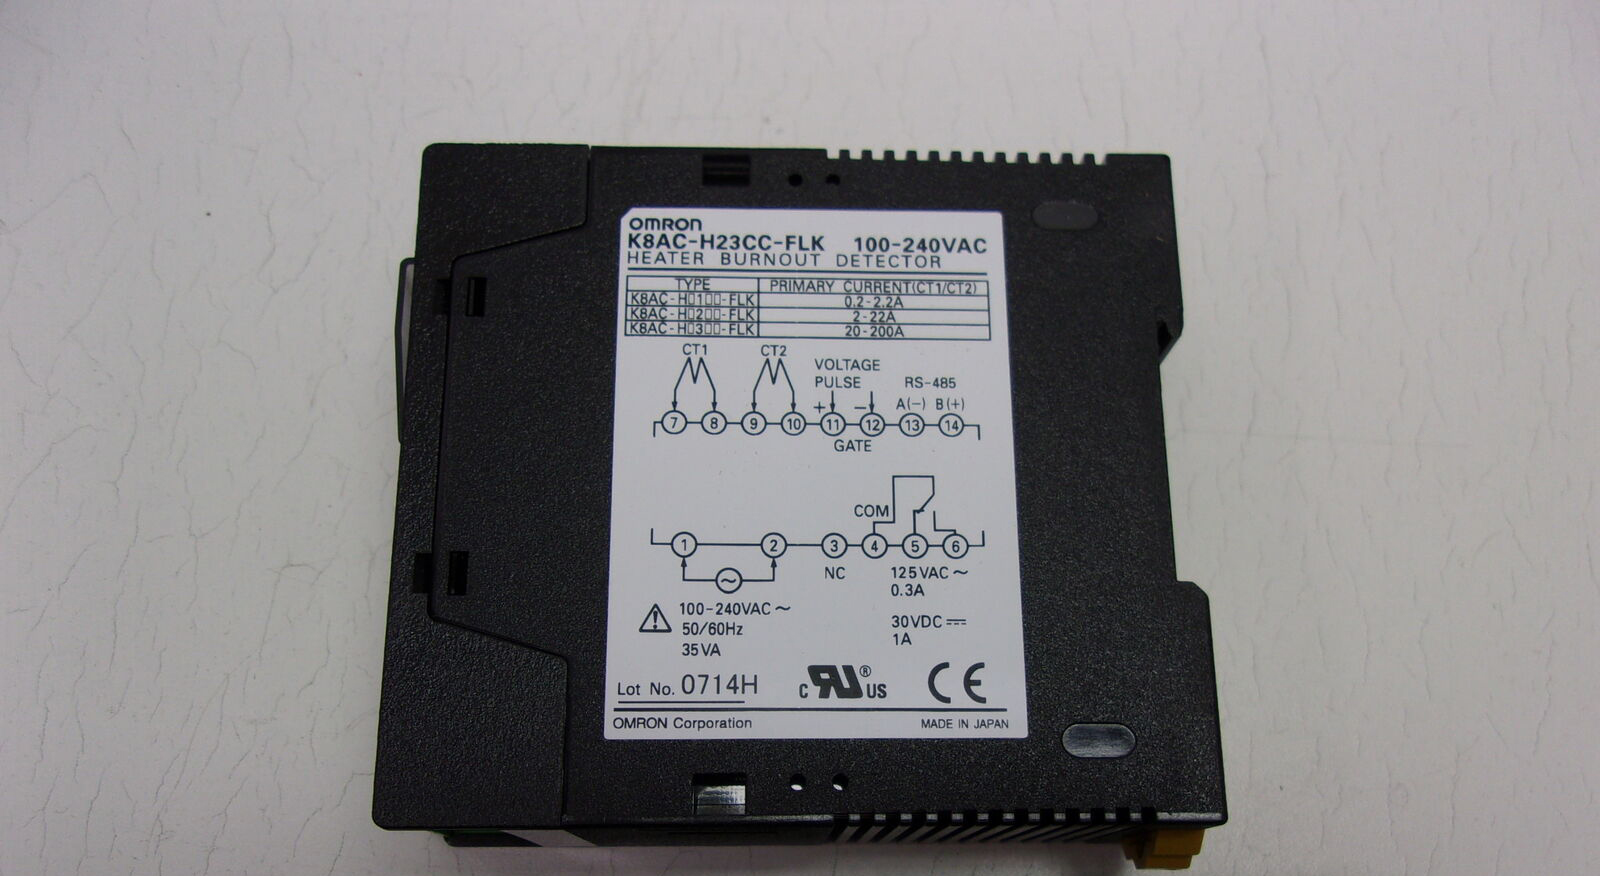 OMRON
K8AC-H23CC-FLK 100-240VAC
HEATER BURNOUT DETECTOR
TYPE PRIMARY CURRENT(CT1/CT2)
K8AC-H□1□□-FLK 0.2-2.2A
K8AC-H□2□□-FLK 2-22A
K8AC-H□3□□-FLK 20-200A
CT1 CT2
VOLTAGE
PULSE RS-485
+ − A(−) B(+)
7 8 9 10 11 12 13 14
GATE
COM
1 2 3 4 5 6
NC 125VAC~
0.3A
100-240VAC~
50/60Hz 30VDC⎓
35VA 1A
Lot No. 0714H c RU® US CE
OMRON Corporation MADE IN JAPAN